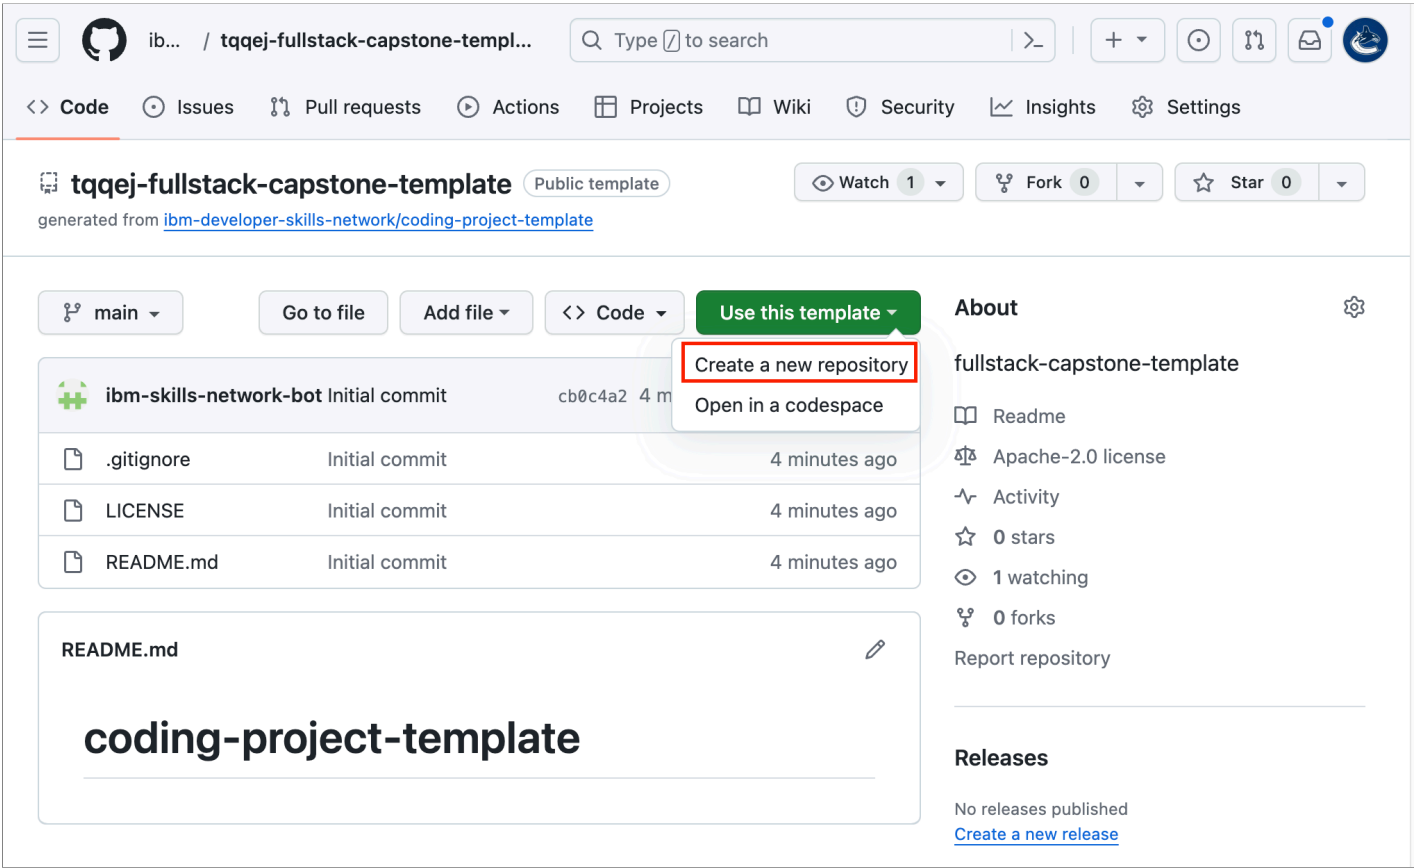 ib... / tqqej-fullstack-capstone-templ...
Type / to search
Code Issues Pull requests Actions Projects Wiki Security Insights Settings
tqqej-fullstack-capstone-template Public template
Watch 1 Fork 0 Star 0
generated from ibm-developer-skills-network/coding-project-template
main Go to file Add file Code Use this template
Create a new repository
Open in a codespace
ibm-skills-network-bot Initial commit cb0c4a2 4 m
.gitignore Initial commit 4 minutes ago
LICENSE Initial commit 4 minutes ago
README.md Initial commit 4 minutes ago
README.md
coding-project-template
About
fullstack-capstone-template
Readme
Apache-2.0 license
Activity
0 stars
1 watching
0 forks
Report repository
Releases
No releases published
Create a new release